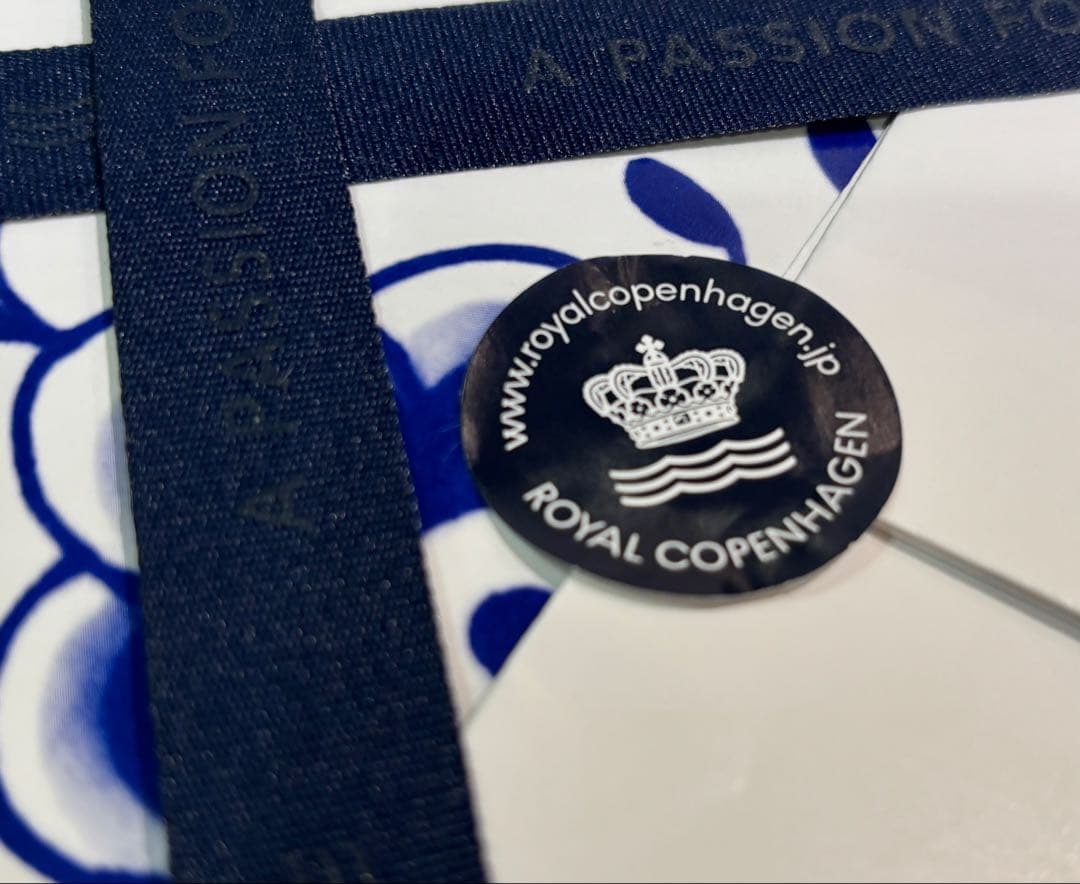 A PASSION FO
A PASSION FO
www.royalcopenhagen.jp
ROYAL COPENHAGEN